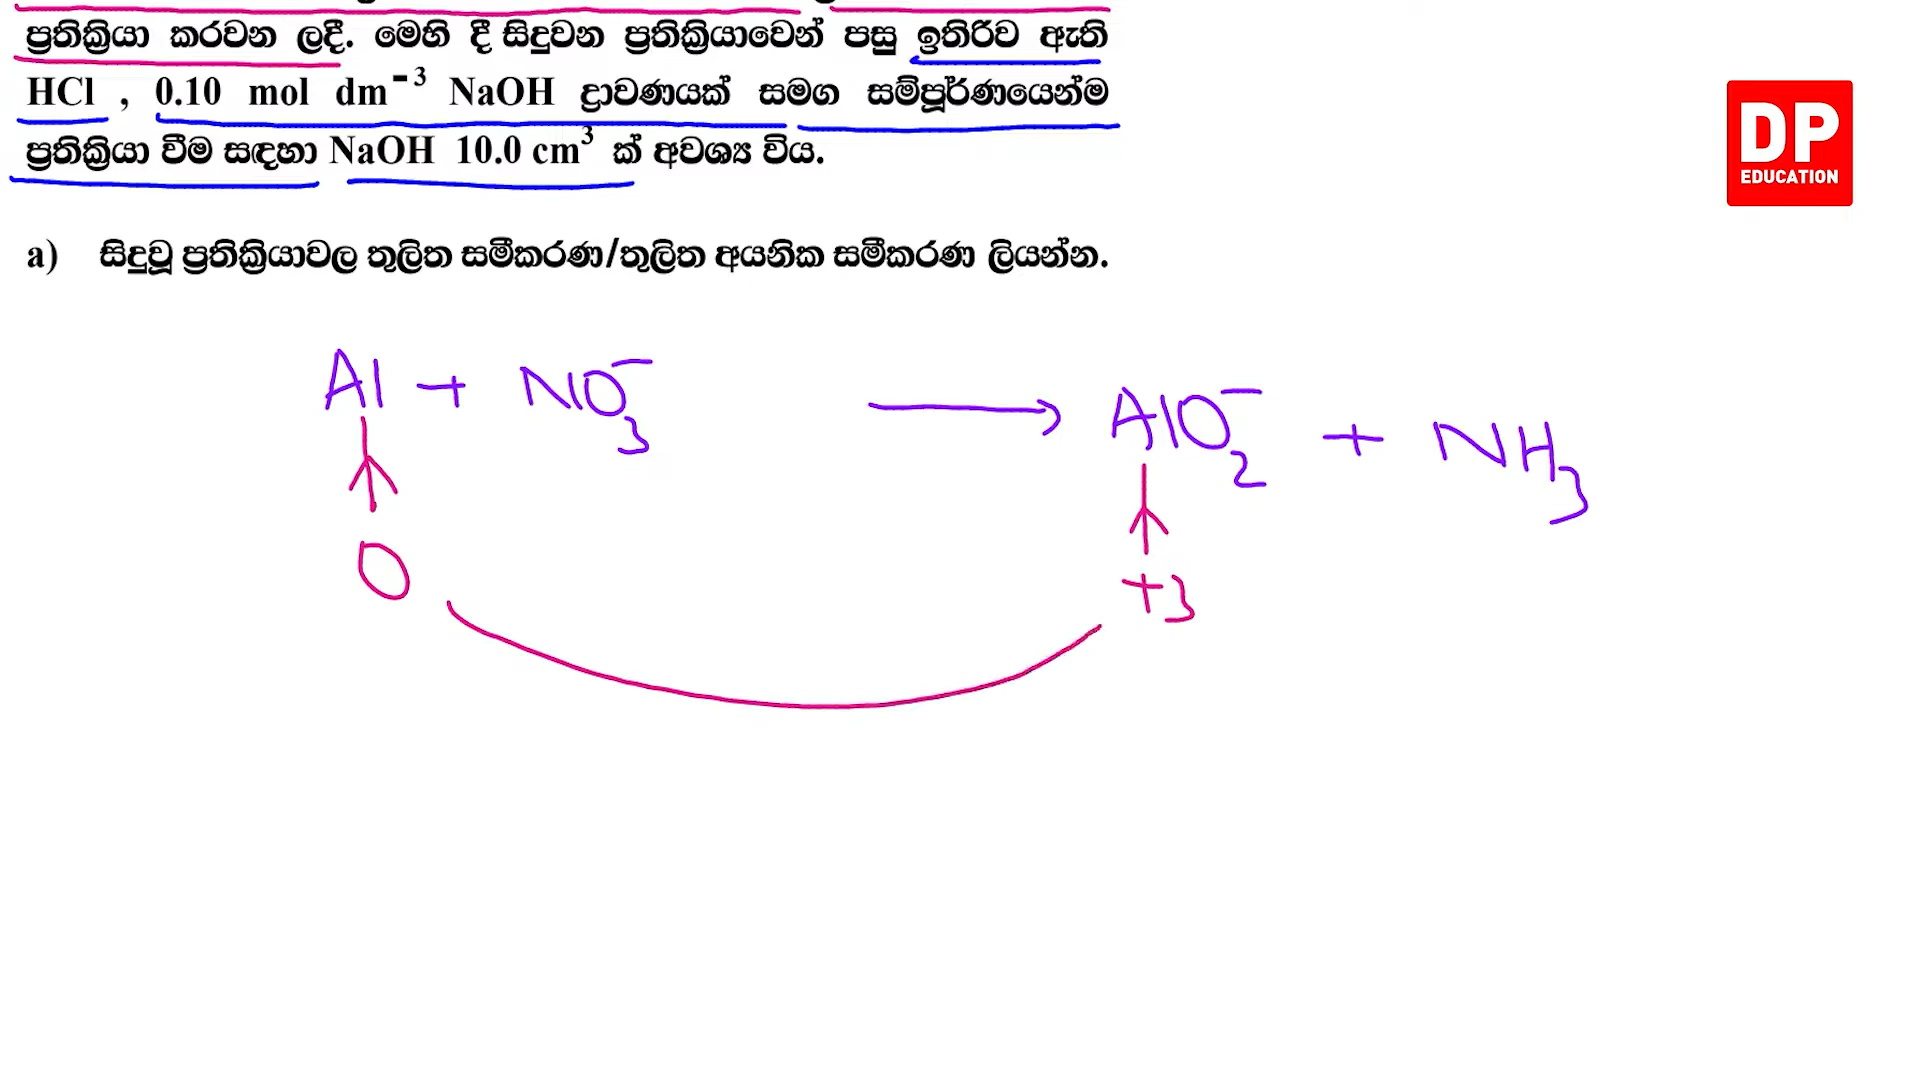 ප්‍රතික්‍රියා කරවන ලදී. මෙහි දී සිදුවන ප්‍රතික්‍රියාවෙන් පසු ඉතිරිව ඇති
HCl , 0.10 mol dm⁻³ NaOH ද්‍රාවණයක් සමග සම්පූර්ණයෙන්ම
ප්‍රතික්‍රියා වීම සඳහා NaOH 10.0 cm³ ක් අවශ්‍ය විය.
DP
EDUCATION
a) සිදුවූ ප්‍රතික්‍රියාවල තුලිත සමීකරණ/තුලිත අයනික සමීකරණ ලියන්න.
Al + NO₃⁻ → AlO₂⁻ + NH₃
0 +3